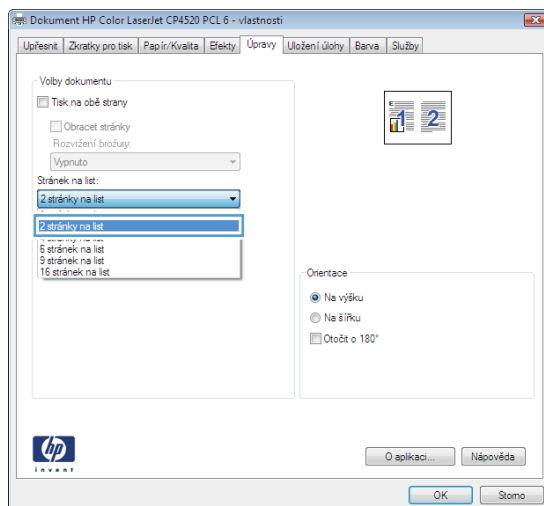 Dokument HP Color LaserJet CP4520 PCL 6 - vlastnosti
Upřesnit Zkratky pro tisk Papír/Kvalita Efekty Úpravy Uložení úlohy Barva Služby
Volby dokumentu
Tisk na obě strany
Obracet stránky
Rozvržení brožury:
Vypnuto
Stránek na list:
2 stránky na list
2 stránky na list
6 stránek na list
9 stránek na list
16 stránek na list
E
1 2
Orientace
Na výšku
Na šířku
Otočit o 180°
hp
invent
O aplikaci... Nápověda
OK Storno